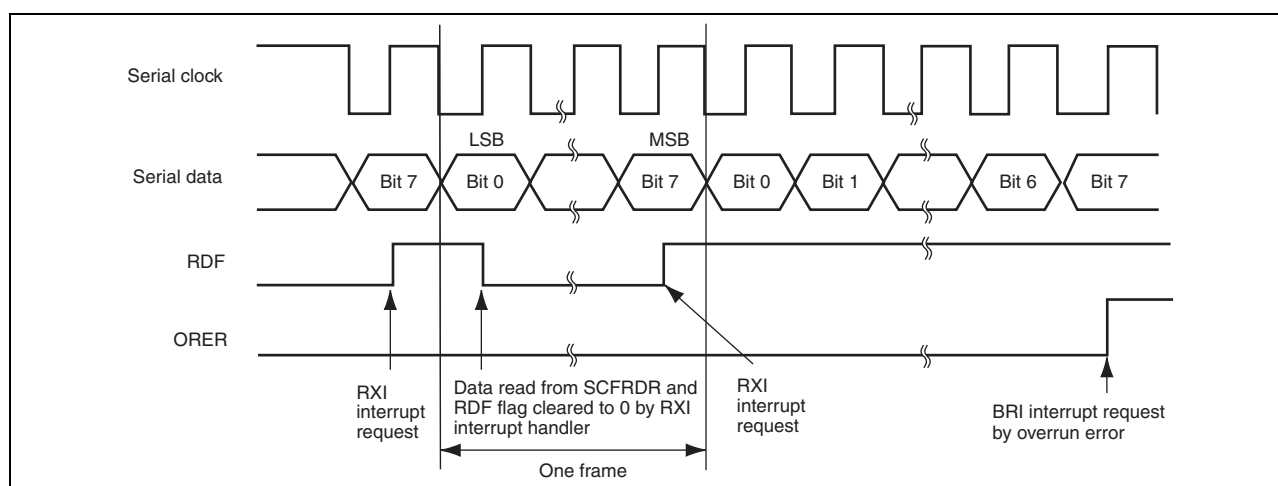 Serial clock
LSB
MSB
Serial data
Bit 7
Bit 0
Bit 7
Bit 0
Bit 1
Bit 6
Bit 7
RDF
ORER
RXI
interrupt
request
Data read from SCFRDR and
RDF flag cleared to 0 by RXI
interrupt handler
RXI
interrupt
request
BRI interrupt request
by overrun error
One frame